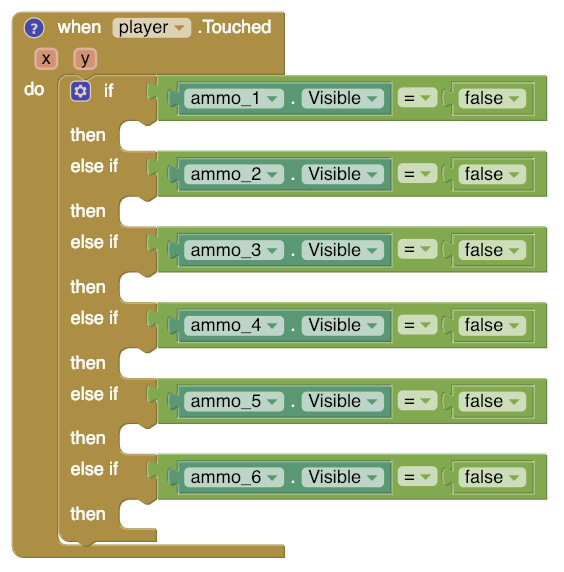 ? when player .Touched
x y
do if ammo_1 . Visible = false
then
else if ammo_2 . Visible = false
then
else if ammo_3 . Visible = false
then
else if ammo_4 . Visible = false
then
else if ammo_5 . Visible = false
then
else if ammo_6 . Visible = false
then